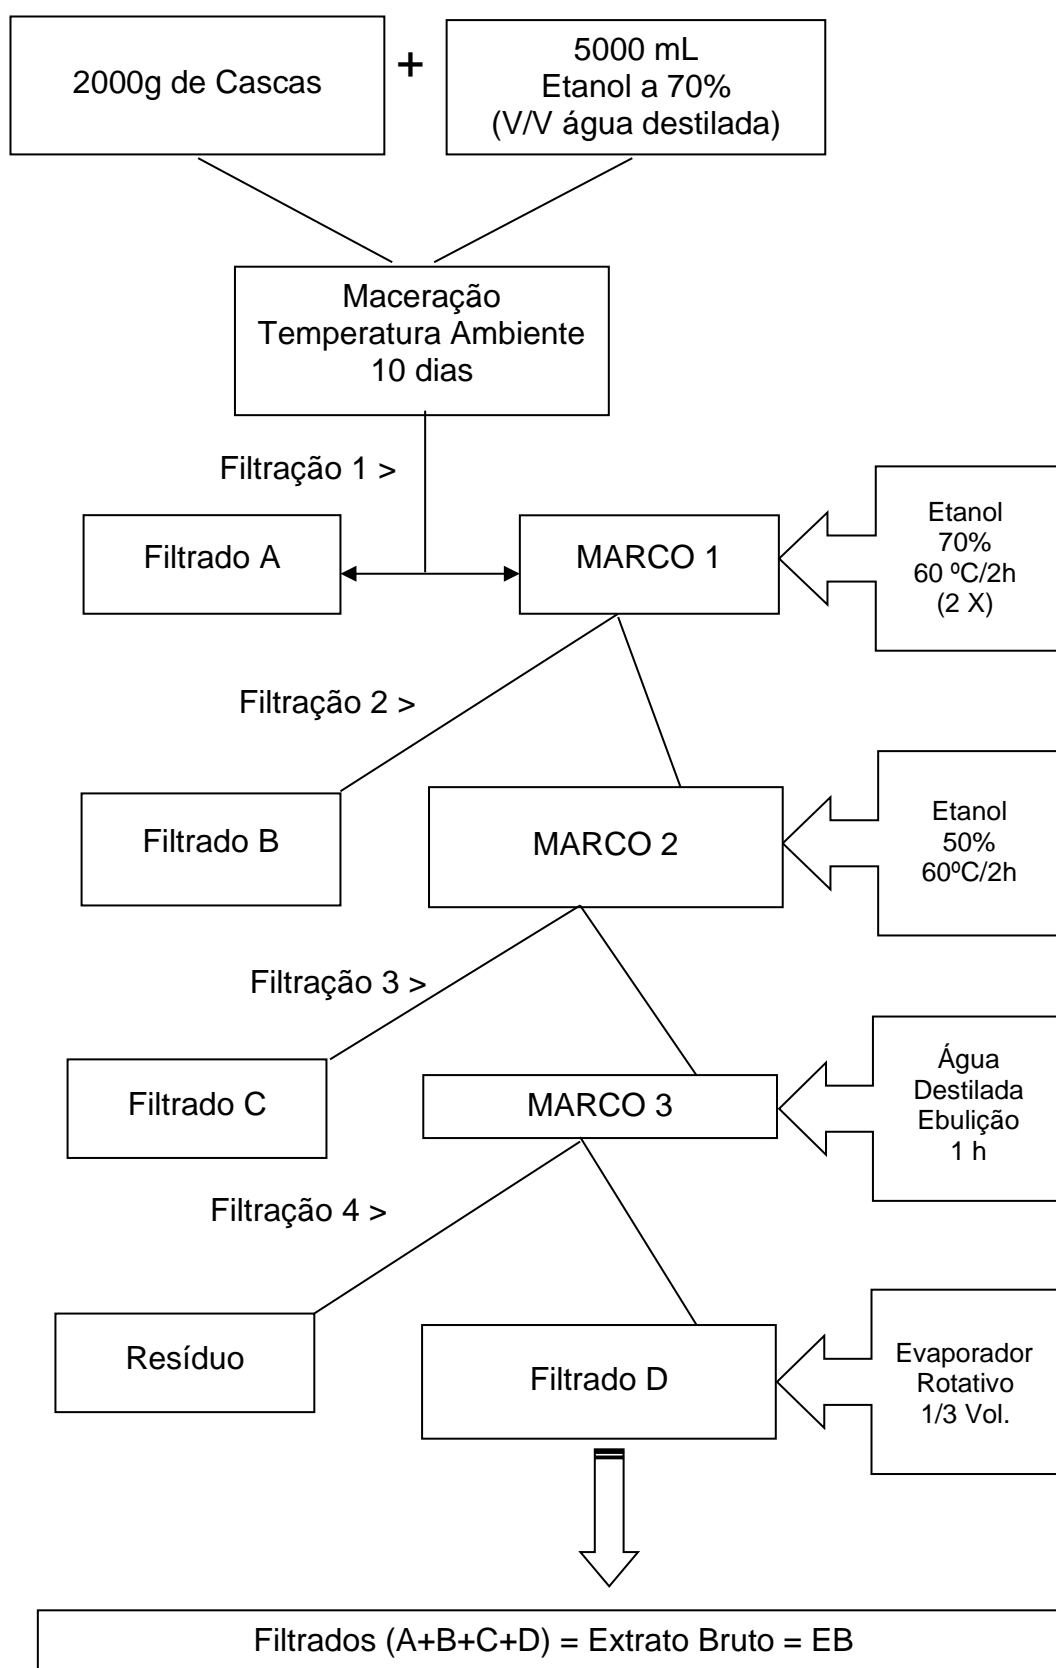 2000g de Cascas
+
5000 mL
Etanol a 70%
(V/V água destilada)
Maceração
Temperatura Ambiente
10 dias
Filtração 1 >
Filtrado A
MARCO 1
Etanol
70%
60 ºC/2h
(2 X)
Filtração 2 >
Filtrado B
MARCO 2
Etanol
50%
60ºC/2h
Filtração 3 >
Filtrado C
MARCO 3
Água
Destilada
Ebulição
1 h
Filtração 4 >
Resíduo
Filtrado D
Evaporador
Rotativo
1/3 Vol.
Filtrados (A+B+C+D) = Extrato Bruto = EB